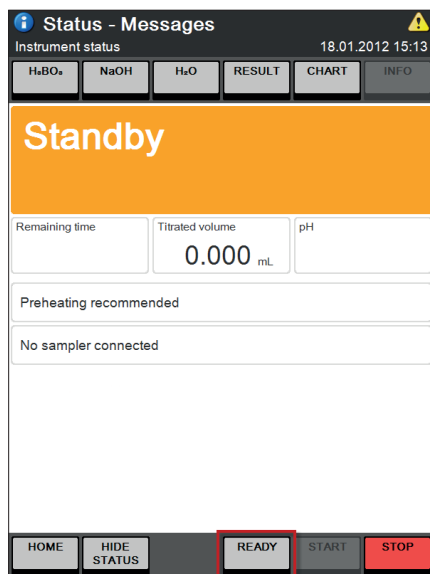 Status - Messages
Instrument status 18.01.2012 15:13
H₃BO₃ NaOH H₂O RESULT CHART INFO
Standby
Remaining time Titrated volume pH
0.000 mL
Preheating recommended
No sampler connected
HOME HIDE STATUS READY START STOP